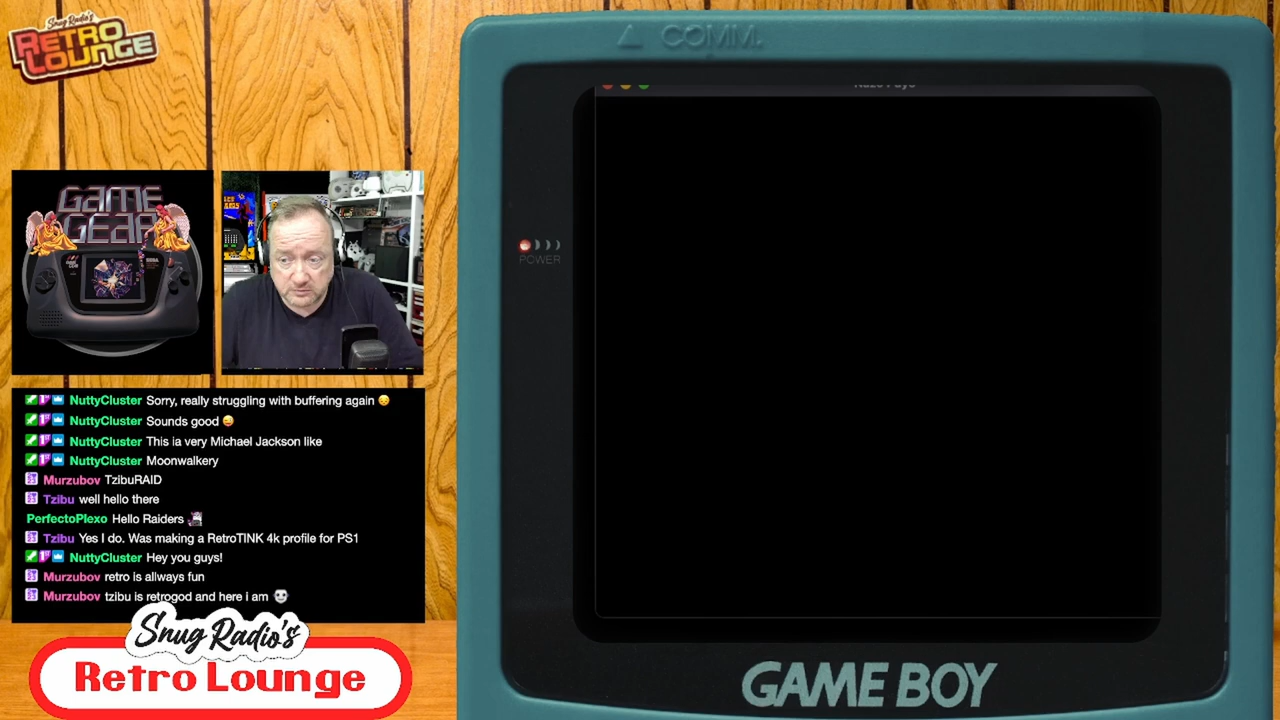 Snug Radio's
RETRO
LOUNGE
COMM.
GAME
GEAR
POWER
NuttyCluster Sorry, really struggling with buffering again 😔
NuttyCluster Sounds good 😜
NuttyCluster This ia very Michael Jackson like
NuttyCluster Moonwalkery
Murzubov TzibuRAID
Tzibu well hello there
PerfectoPlexo Hello Raiders
Tzibu Yes I do. Was making a RetroTINK 4k profile for PS1
NuttyCluster Hey you guys!
Murzubov retro is allways fun
Murzubov tzibu is retrogod and here i am
Snug Radio's
Retro Lounge
GAME BOY